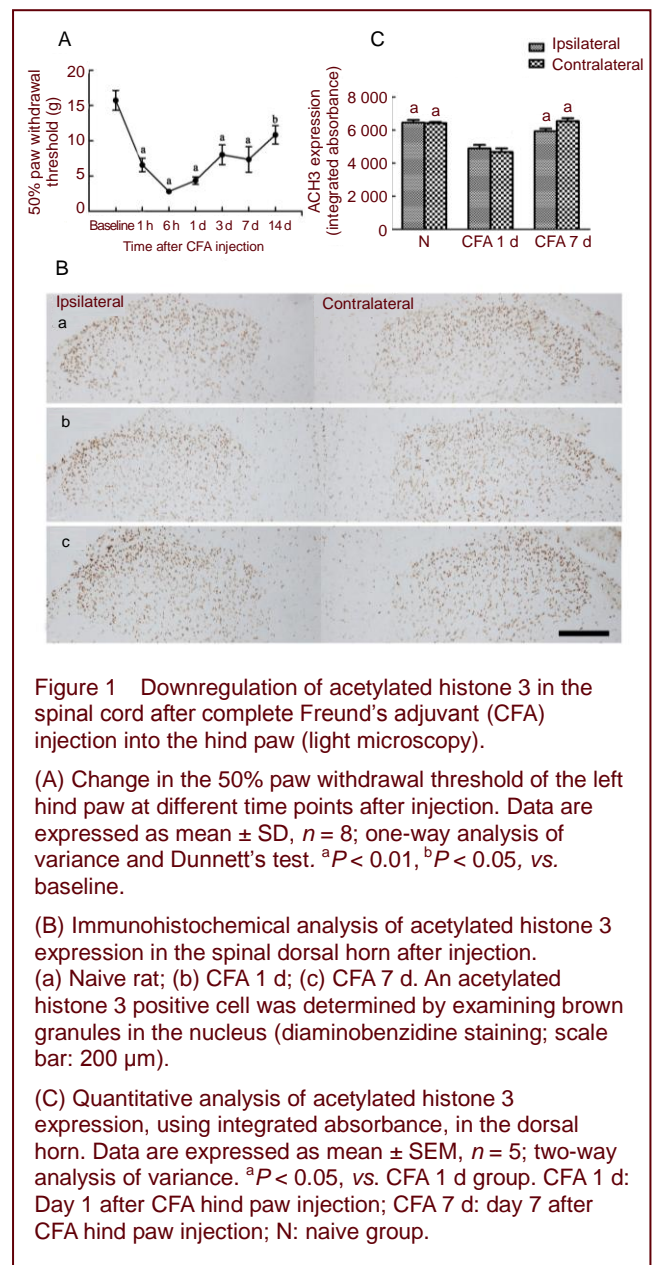 A
50% paw withdrawal
threshold (g)
20
15
10
5
0
a
a
a
a
a
b
Baseline 1 h 6 h 1 d 3 d 7 d 14 d
Time after CFA injection
C
Ipsilateral
Contralateral
ACH3 expression
(integrated absorbance)
8 000
6 000
4 000
2 000
0
a a a a
N CFA 1 d CFA 7 d
B
Ipsilateral Contralateral
a
b
c
Figure 1 Downregulation of acetylated histone 3 in the
spinal cord after complete Freund’s adjuvant (CFA)
injection into the hind paw (light microscopy).
(A) Change in the 50% paw withdrawal threshold of the left
hind paw at different time points after injection. Data are
expressed as mean ± SD, n = 8; one-way analysis of
variance and Dunnett’s test. ᵃP < 0.01, ᵇP < 0.05, vs.
baseline.
(B) Immunohistochemical analysis of acetylated histone 3
expression in the spinal dorsal horn after injection.
(a) Naive rat; (b) CFA 1 d; (c) CFA 7 d. An acetylated
histone 3 positive cell was determined by examining brown
granules in the nucleus (diaminobenzidine staining; scale
bar: 200 μm).
(C) Quantitative analysis of acetylated histone 3
expression, using integrated absorbance, in the dorsal
horn. Data are expressed as mean ± SEM, n = 5; two-way
analysis of variance. ᵃP < 0.05, vs. CFA 1 d group. CFA 1 d:
Day 1 after CFA hind paw injection; CFA 7 d: day 7 after
CFA hind paw injection; N: naive group.